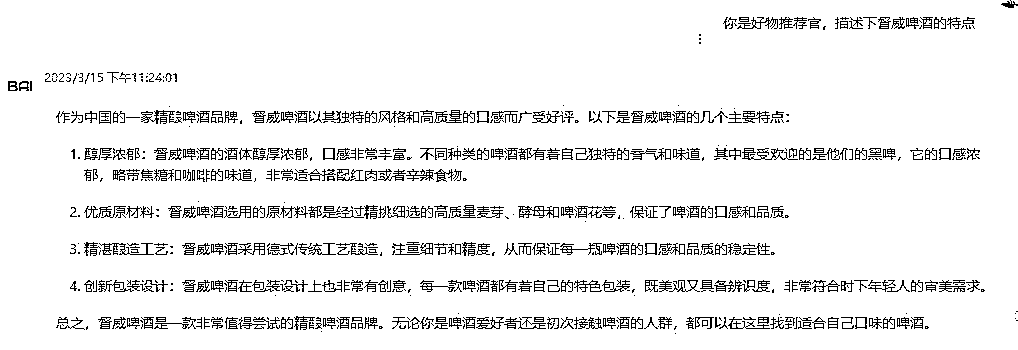 你是好物推荐官，描述下督威啤酒的特点
BAI
2023/3/15 下午11:24:01
作为中国的一家精酿啤酒品牌，督威啤酒以其独特的风格和高质量的口感而广受好评。以下是督威啤酒的几个主要特点：
1. 醇厚浓郁：督威啤酒的酒体醇厚浓郁，口感非常丰富。不同种类的啤酒都有着自己独特的香气和味道，其中最受欢迎的是他们的黑啤，它的口感浓
郁，略带焦糖和咖啡的味道，非常适合搭配红肉或者辛辣食物。
2. 优质原材料：督威啤酒选用的原材料都是经过精挑细选的高质量麦芽、酵母和啤酒花等，保证了啤酒的口感和品质。
3. 精湛酿造工艺：督威啤酒采用德式传统工艺酿造，注重细节和精度，从而保证每一瓶啤酒的口感和品质的稳定性。
4. 创新包装设计：督威啤酒在包装设计上也非常有创意，每一款啤酒都有着自己的特色包装，既美观又具备辨识度，非常符合时下年轻人的审美需求。
总之，督威啤酒是一款非常值得尝试的精酿啤酒品牌。无论你是啤酒爱好者还是初次接触啤酒的人群，都可以在这里找到适合自己口味的啤酒。